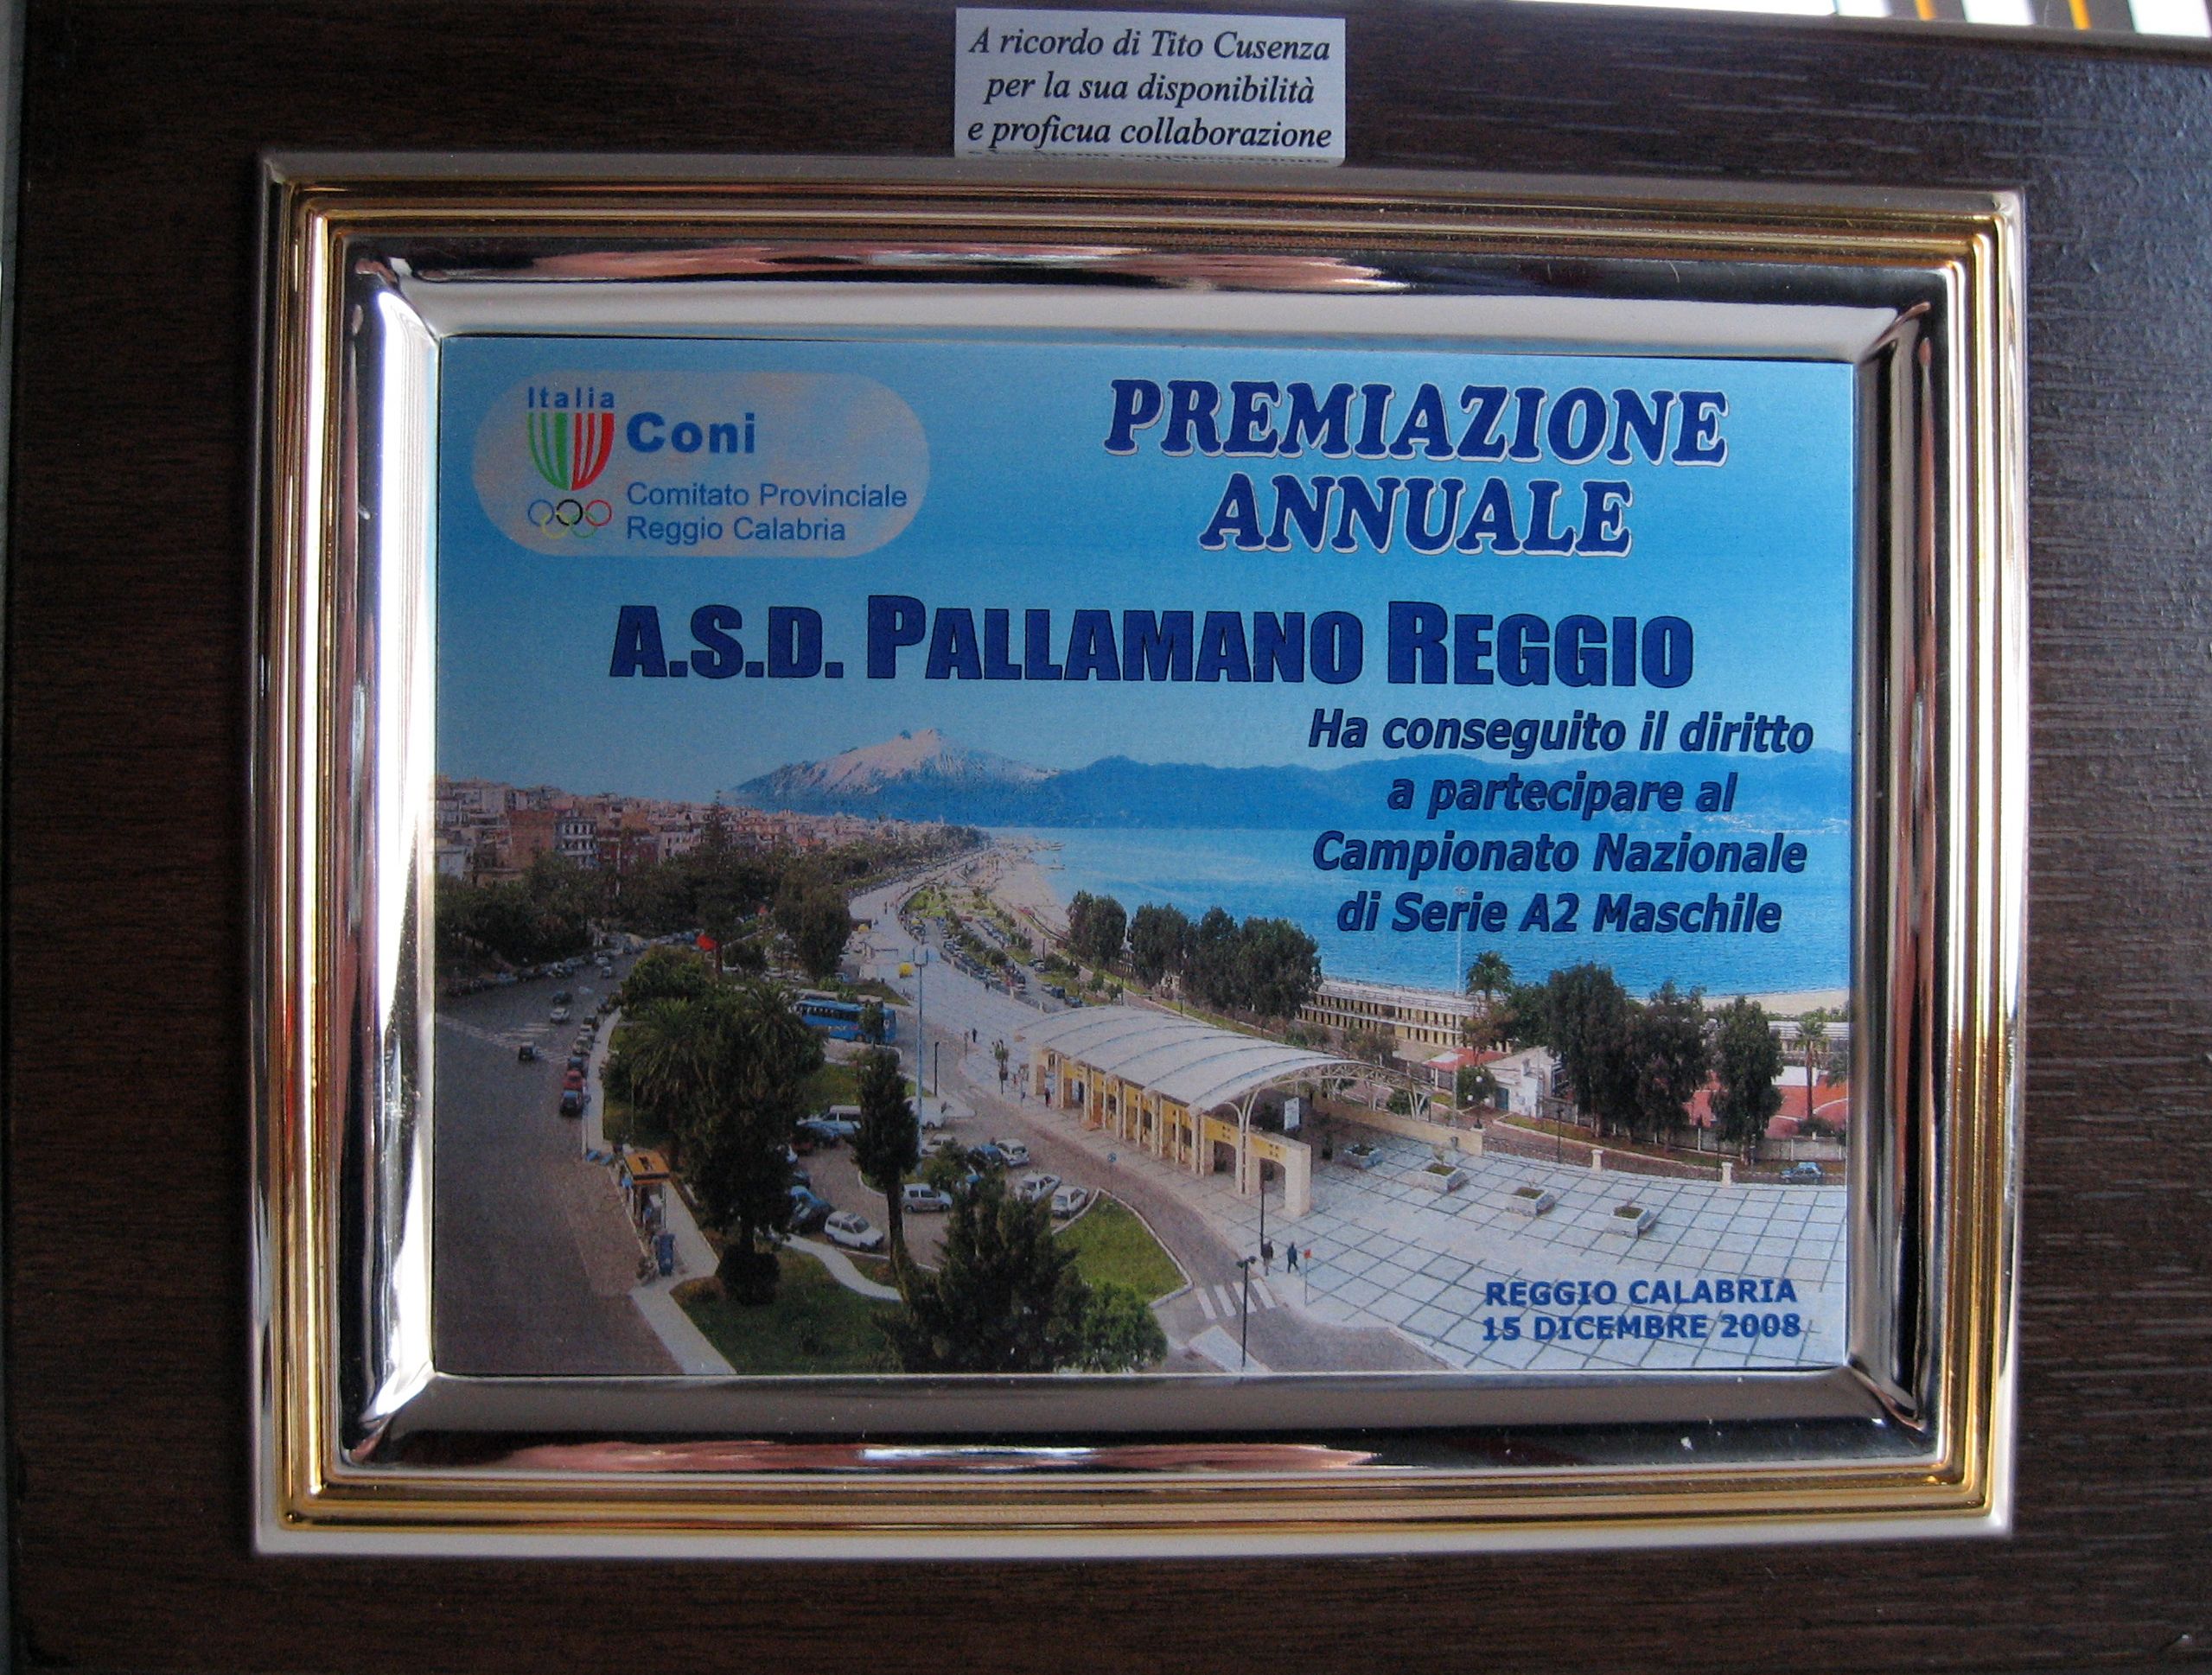 A ricordo di Tito Cusenza
per la sua disponibilità
e proficua collaborazione
Italia
Coni
Comitato Provinciale
Reggio Calabria
PREMIAZIONE
ANNUALE
A.S.D. PALLAMANO REGGIO
Ha conseguito il diritto
a partecipare al
Campionato Nazionale
di Serie A2 Maschile
REGGIO CALABRIA
15 DICEMBRE 2008